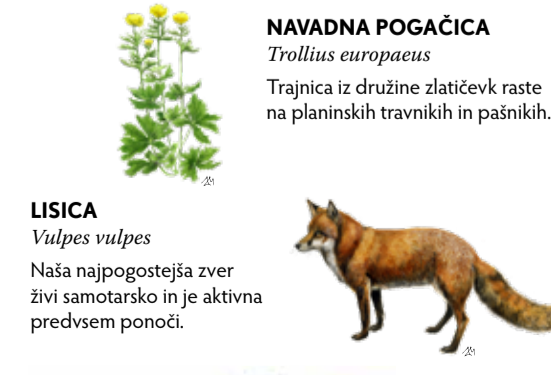 NAVADNA POGAČICA
Trollius europaeus
Trajnica iz družine zlatičevk raste
na planinskih travnikih in pašnikih.
LISICA
Vulpes vulpes
Naša najpogostejša zver
živi samotarsko in je aktivna
predvsem ponoči.